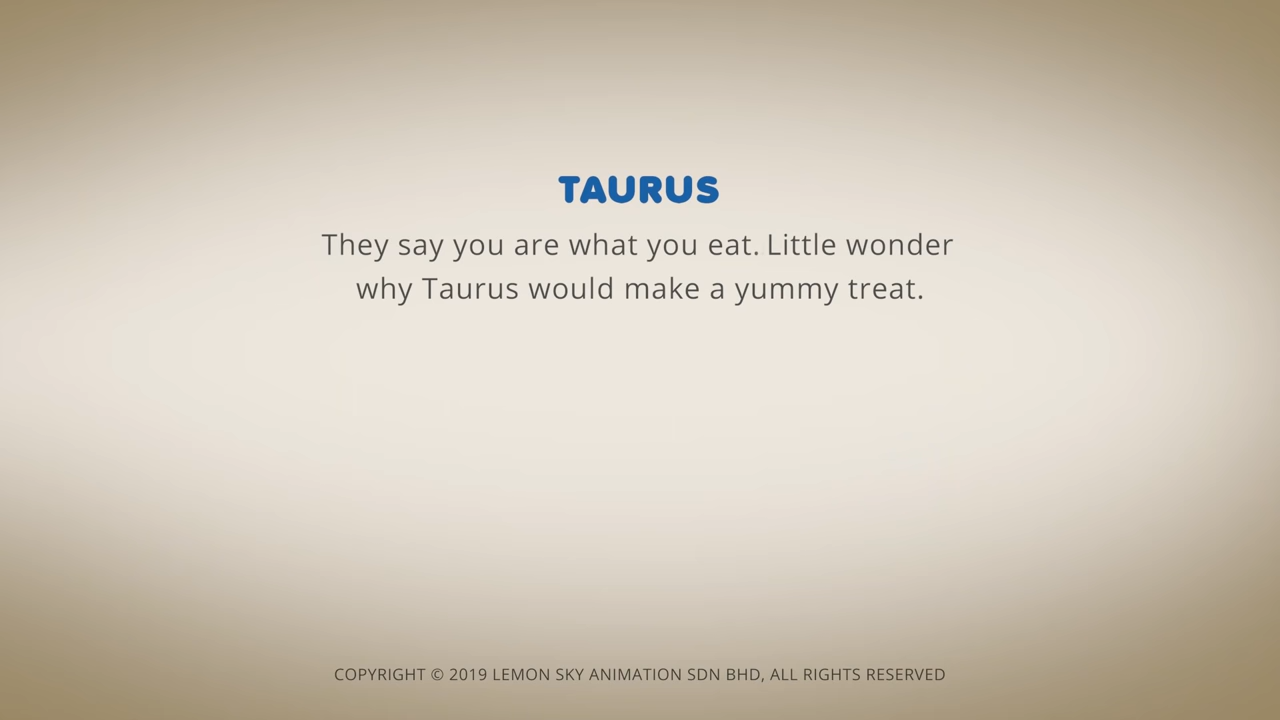 TAURUS
They say you are what you eat. Little wonder
why Taurus would make a yummy treat.
COPYRIGHT © 2019 LEMON SKY ANIMATION SDN BHD, ALL RIGHTS RESERVED